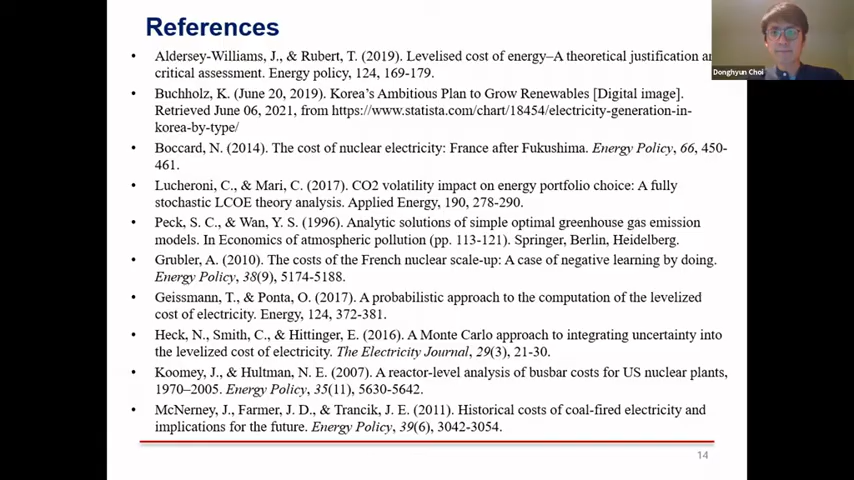 References
• Aldersey-Williams, J., & Rubert, T. (2019). Levelised cost of energy–A theoretical justification an
critical assessment. Energy policy, 124, 169-179.
• Buchholz, K. (June 20, 2019). Korea's Ambitious Plan to Grow Renewables [Digital image].
Retrieved June 06, 2021, from https://www.statista.com/chart/18454/electricity-generation-in-
korea-by-type/
• Boccard, N. (2014). The cost of nuclear electricity: France after Fukushima. Energy Policy, 66, 450-
461.
• Lucheroni, C., & Mari, C. (2017). CO2 volatility impact on energy portfolio choice: A fully
stochastic LCOE theory analysis. Applied Energy, 190, 278-290.
• Peck, S. C., & Wan, Y. S. (1996). Analytic solutions of simple optimal greenhouse gas emission
models. In Economics of atmospheric pollution (pp. 113-121). Springer, Berlin, Heidelberg.
• Grubler, A. (2010). The costs of the French nuclear scale-up: A case of negative learning by doing.
Energy Policy, 38(9), 5174-5188.
• Geissmann, T., & Ponta, O. (2017). A probabilistic approach to the computation of the levelized
cost of electricity. Energy, 124, 372-381.
• Heck, N., Smith, C., & Hittinger, E. (2016). A Monte Carlo approach to integrating uncertainty into
the levelized cost of electricity. The Electricity Journal, 29(3), 21-30.
• Koomey, J., & Hultman, N. E. (2007). A reactor-level analysis of busbar costs for US nuclear plants,
1970–2005. Energy Policy, 35(11), 5630-5642.
• McNerney, J., Farmer, J. D., & Trancik, J. E. (2011). Historical costs of coal-fired electricity and
implications for the future. Energy Policy, 39(6), 3042-3054.
14
Donghyun Choi